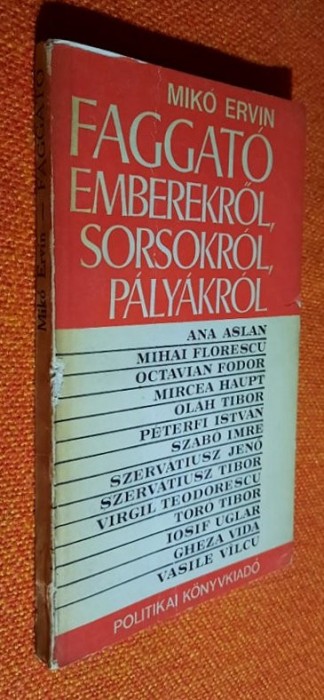 Mikó Ervin — FAGGATÓ
MIKÓ ERVIN
FAGGATÓ
EMBEREKRŐL,
SORSOKRÓL,
PÁLYÁKRÓL
ANA ASLAN
MIHAI FLORESCU
OCTAVIAN FODOR
MIRCEA HAUPT
OLÁH TIBOR
PÉTERFI ISTVÁN
SZABÓ IMRE
SZERVÁTIUSZ JENŐ
SZERVÁTIUSZ TIBOR
VIRGIL TEODORESCU
TORÓ TIBOR
IOSIF UGLAR
GHEZA VIDA
VASILE VÎLCU
POLITIKAI KÖNYVKIADÓ